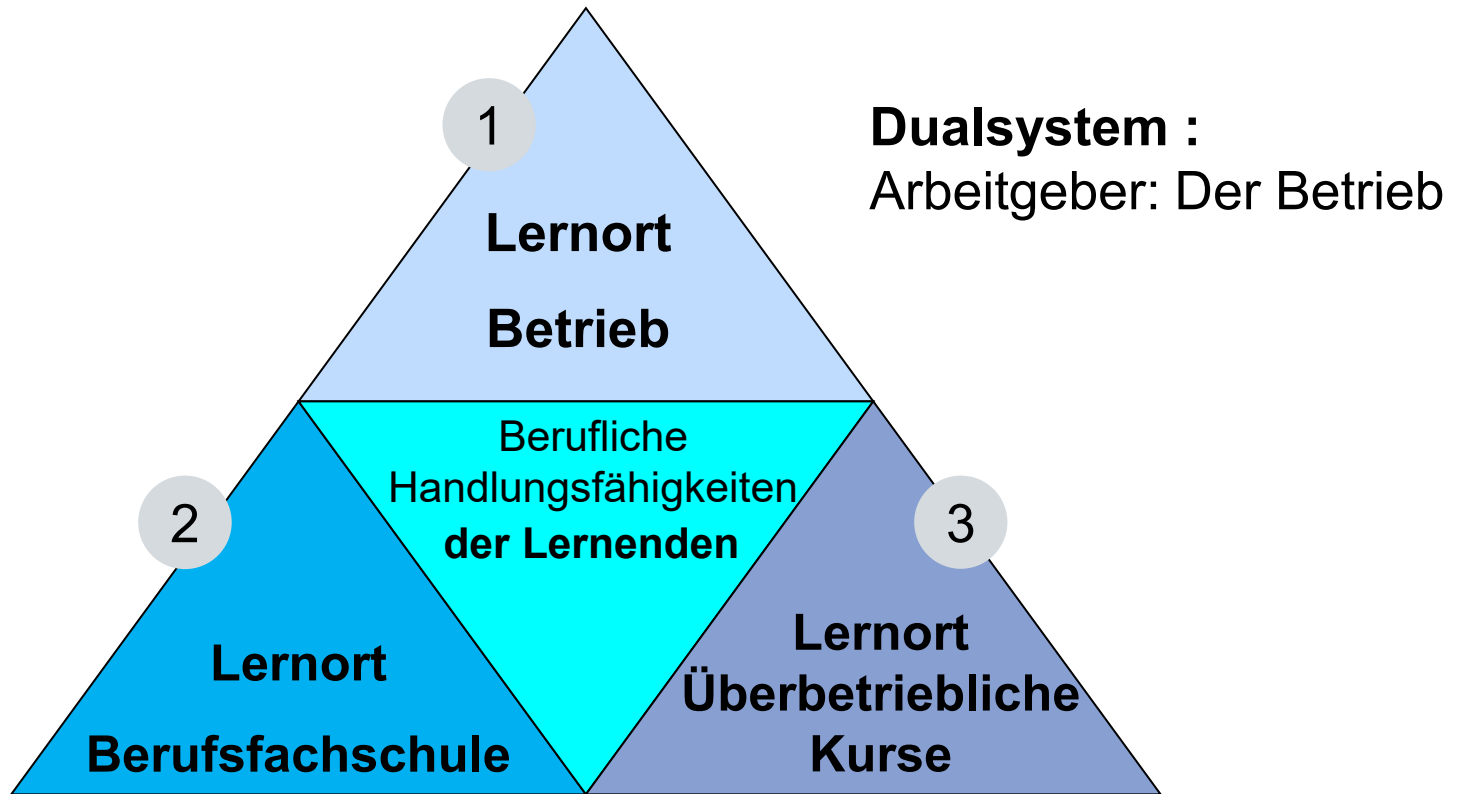 1
Dualsystem :
Arbeitgeber: Der Betrieb
Lernort
Betrieb
Berufliche
Handlungsfähigkeiten
der Lernenden
2
3
Lernort
Berufsfachschule
Lernort
Überbetriebliche
Kurse